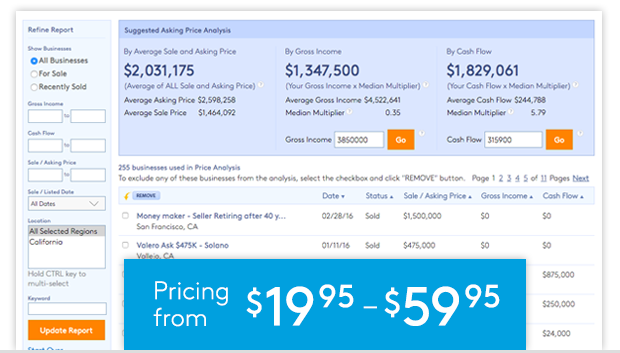 Refine Report
Show Businesses
All Businesses
For Sale
Recently Sold
Gross Income
to
Cash Flow
to
Sale / Asking Price
to
Sale / Listed Date
All Dates
Location
All Selected Regions
California
Hold CTRL key to
multi-select
Keyword
Update Report
Suggested Asking Price Analysis
By Average Sale and Asking Price
$2,031,175
(Average of ALL Sale and Asking Price)
Average Asking Price $2,598,258
Average Sale Price $1,464,092
By Gross Income
$1,347,500
(Your Gross Income x Median Multiplier)
Average Gross Income $4,522,641
Median Multiplier 0.35
Gross Income 3850000 Go
By Cash Flow
$1,829,061
(Your Cash Flow x Median Multiplier)
Average Cash Flow $244,788
Median Multiplier 5.79
Cash Flow 315900 Go
255 businesses used in Price Analysis
To exclude any of these businesses from the analysis, select the checkbox and click "REMOVE" button. Page 1 2 3 4 5 of 11 Pages Next
REMOVE Date Status Sale / Asking Price Gross Income Cash Flow
Money maker - Seller Retiring after 40 y... 02/28/16 Sold $1,500,000 $0 $0
San Francisco, CA
Valero Ask $475K - Solano 01/11/16 Sold $475,000 $0 $0
Vallejo, CA
$875,000
$250,000
$24,000
Pricing
from
$19.95 – $59.95